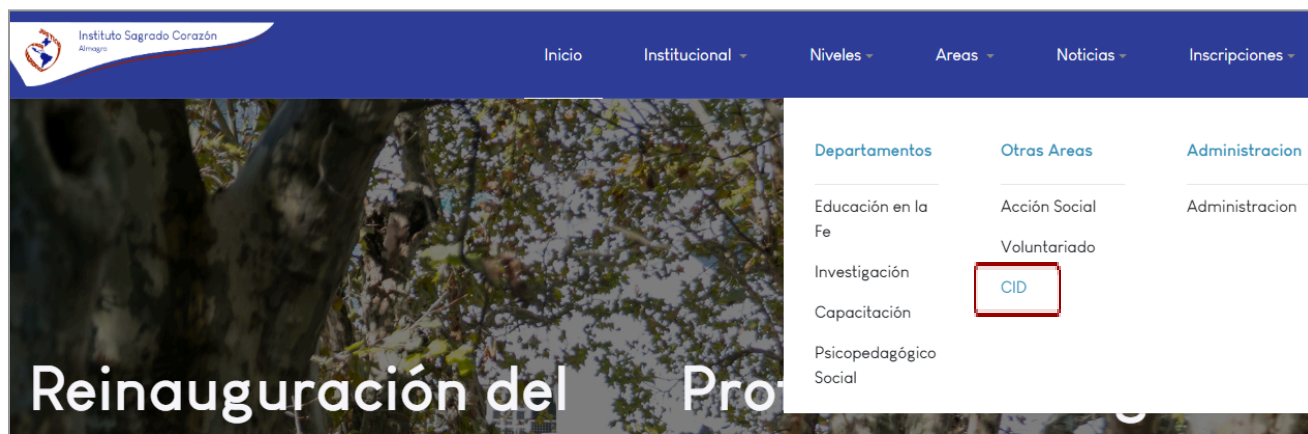 Instituto Sagrado Corazón
Almagro
Inicio Institucional Niveles Areas Noticias Inscripciones
Departamentos Otras Areas Administracion
Educación en la Fe Acción Social Administracion
Voluntariado
Investigación
CID
Capacitación
Psicopedagógico Social
Reinauguración del